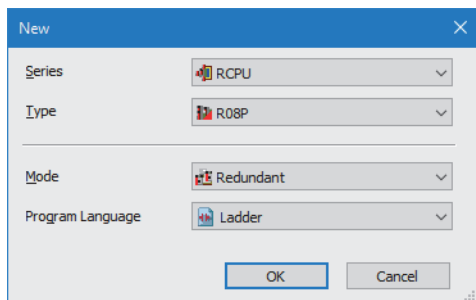 New
Series RCPU
Type R08P
Mode Redundant
Program Language Ladder
OK Cancel